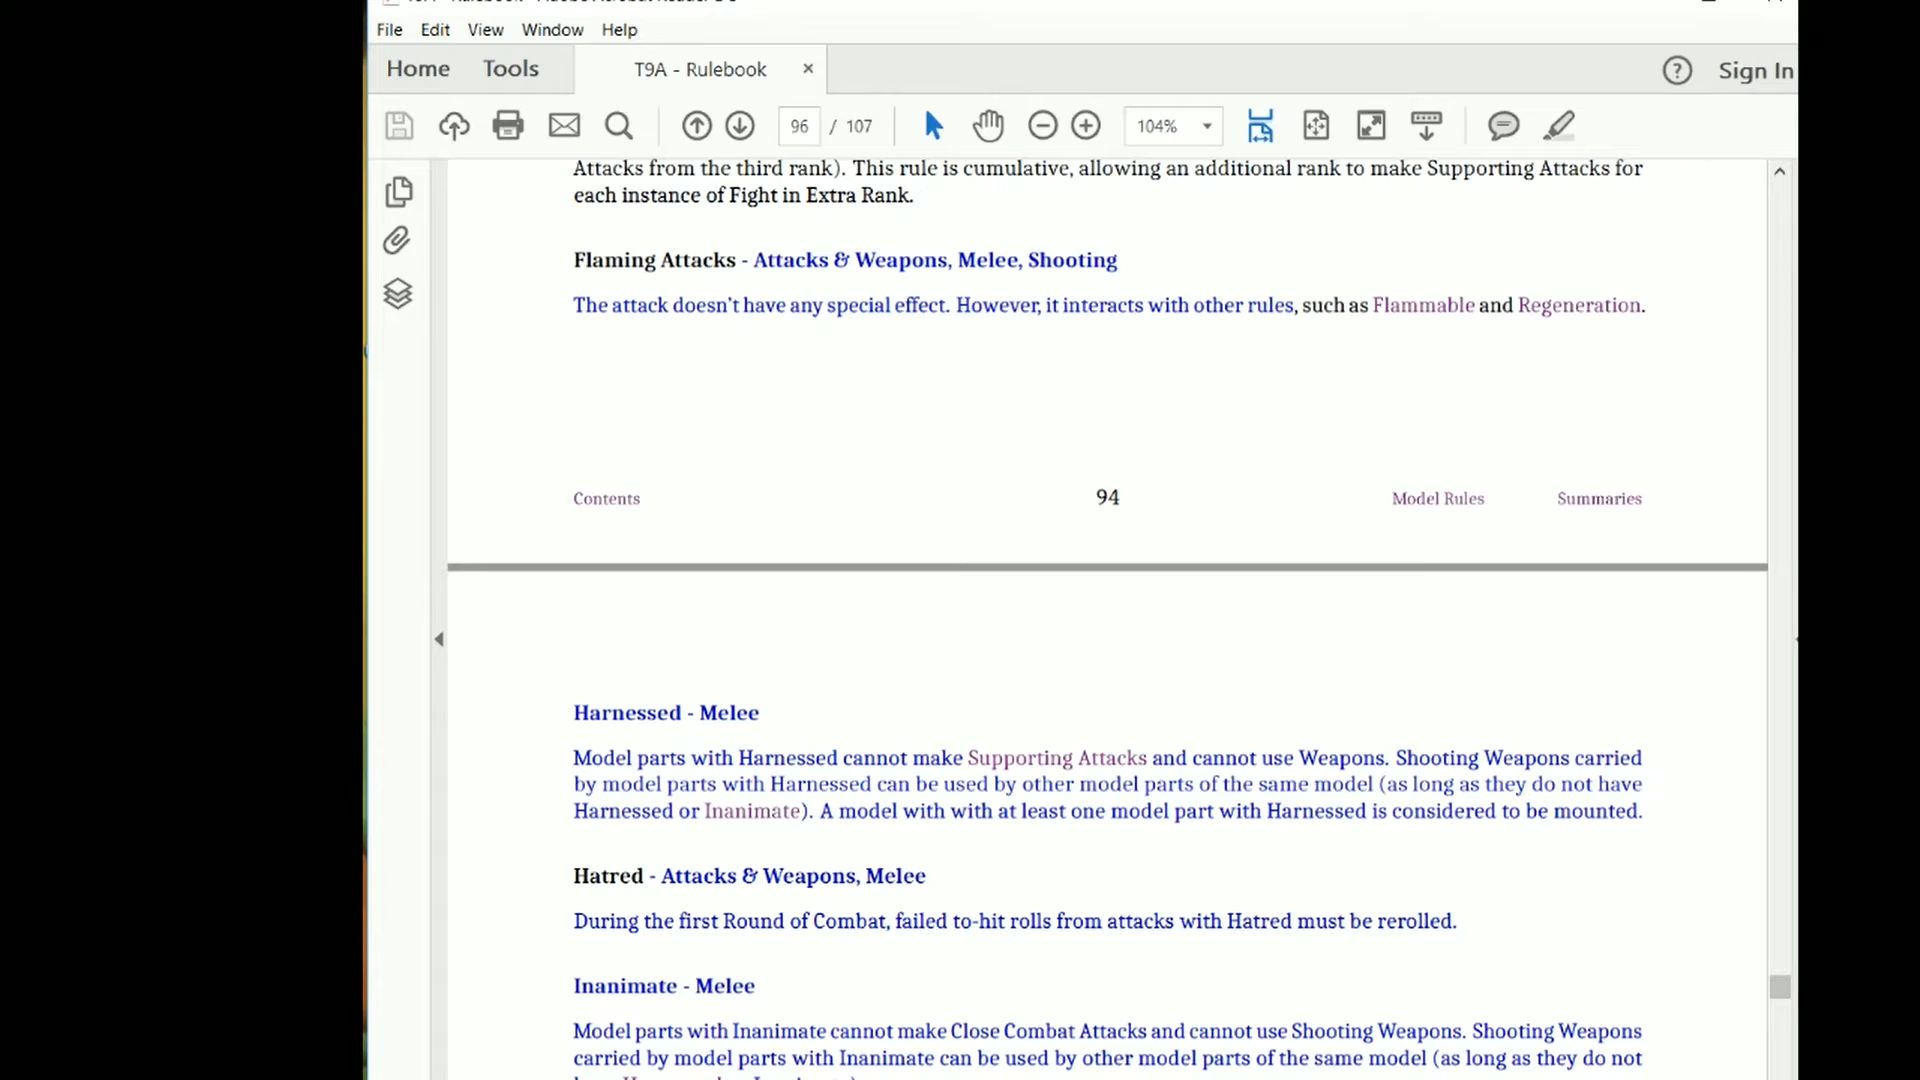 File Edit View Window Help
Home Tools T9A - Rulebook × ? Sign In
96 / 107 104%
Attacks from the third rank). This rule is cumulative, allowing an additional rank to make Supporting Attacks for
each instance of Fight in Extra Rank.
Flaming Attacks - Attacks & Weapons, Melee, Shooting
The attack doesn't have any special effect. However, it interacts with other rules, such as Flammable and Regeneration.
Contents 94 Model Rules Summaries
Harnessed - Melee
Model parts with Harnessed cannot make Supporting Attacks and cannot use Weapons. Shooting Weapons carried
by model parts with Harnessed can be used by other model parts of the same model (as long as they do not have
Harnessed or Inanimate). A model with with at least one model part with Harnessed is considered to be mounted.
Hatred - Attacks & Weapons, Melee
During the first Round of Combat, failed to-hit rolls from attacks with Hatred must be rerolled.
Inanimate - Melee
Model parts with Inanimate cannot make Close Combat Attacks and cannot use Shooting Weapons. Shooting Weapons
carried by model parts with Inanimate can be used by other model parts of the same model (as long as they do not